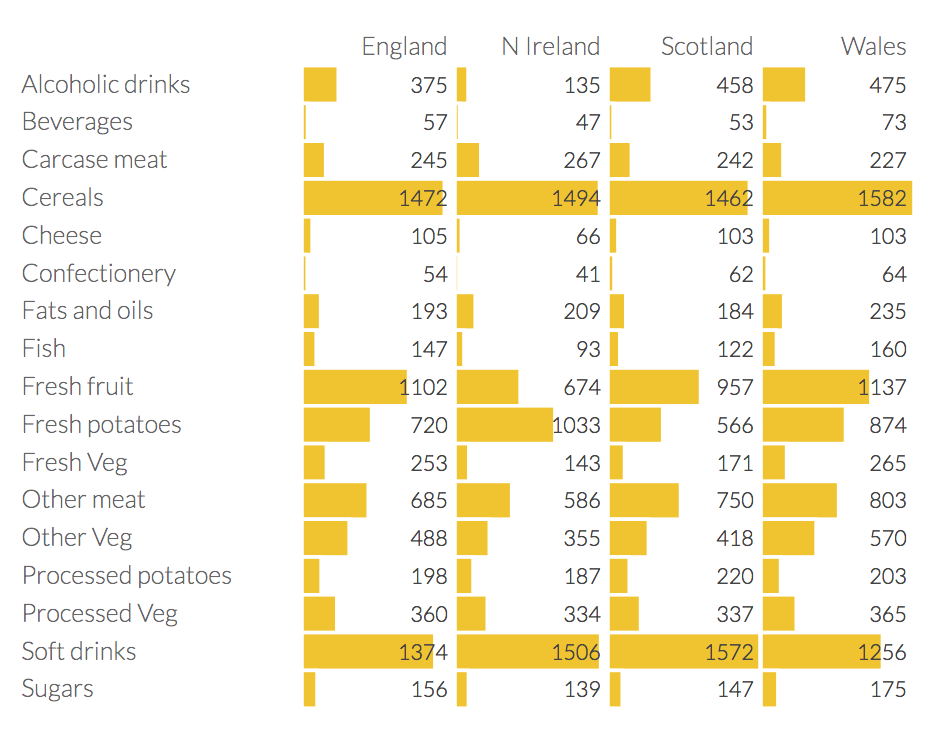 England N Ireland Scotland Wales
Alcoholic drinks 375 135 458 475
Beverages 57 47 53 73
Carcase meat 245 267 242 227
Cereals 1472 1494 1462 1582
Cheese 105 66 103 103
Confectionery 54 41 62 64
Fats and oils 193 209 184 235
Fish 147 93 122 160
Fresh fruit 1102 674 957 1137
Fresh potatoes 720 1033 566 874
Fresh Veg 253 143 171 265
Other meat 685 586 750 803
Other Veg 488 355 418 570
Processed potatoes 198 187 220 203
Processed Veg 360 334 337 365
Soft drinks 1374 1506 1572 1256
Sugars 156 139 147 175